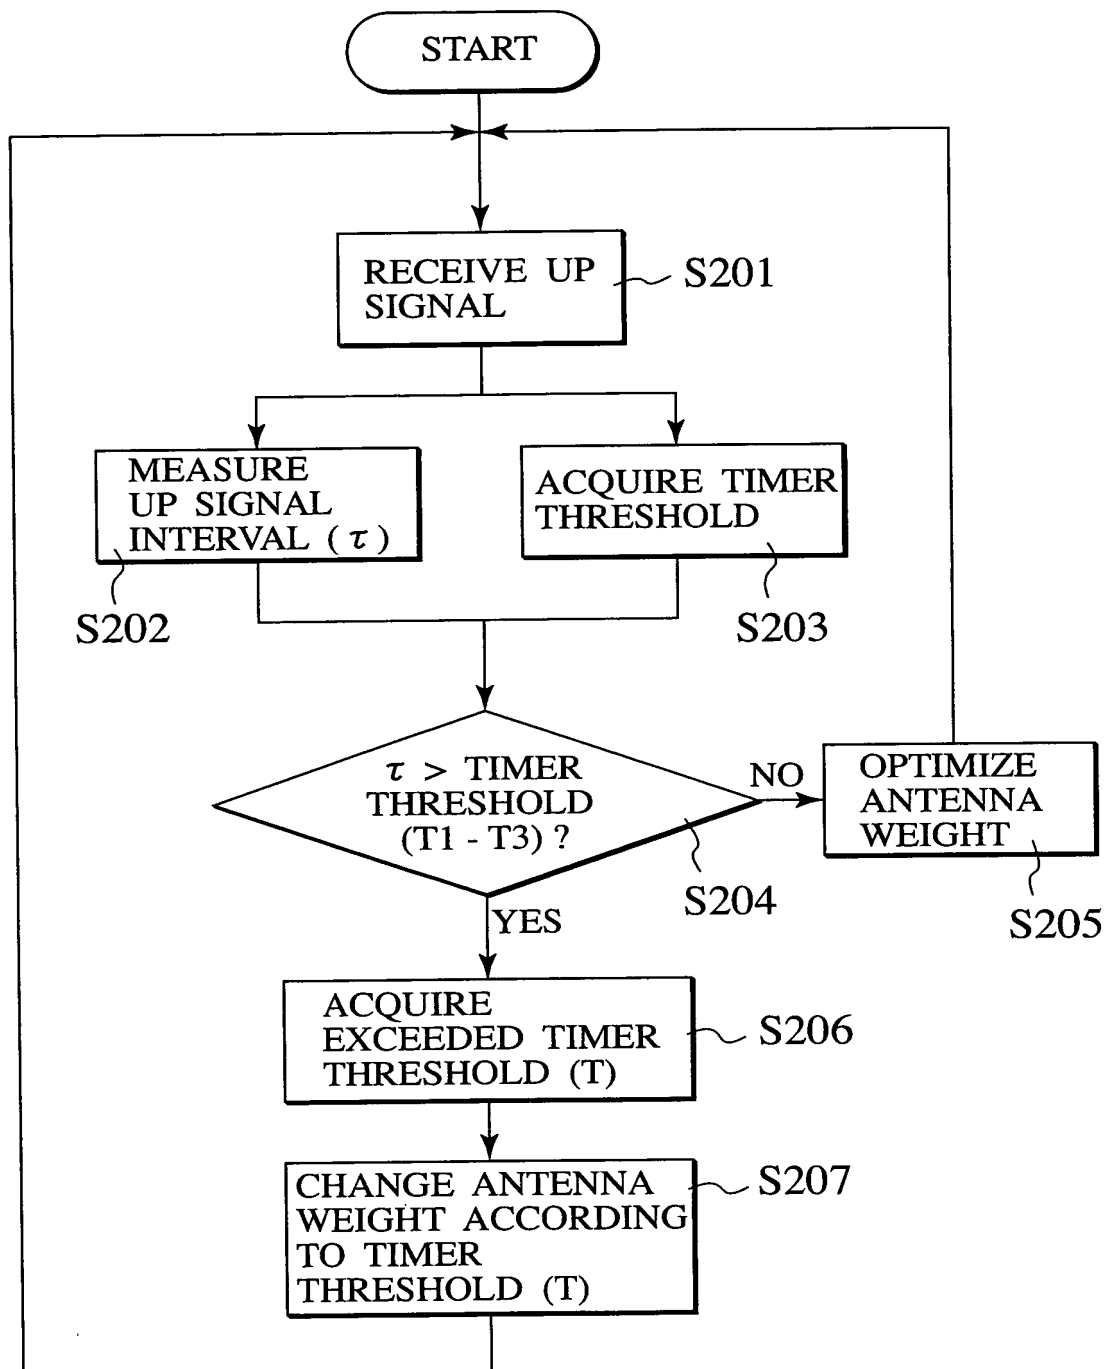 START
RECEIVE UP
SIGNAL
S201
MEASURE
UP SIGNAL
INTERVAL (τ)
S202
ACQUIRE TIMER
THRESHOLD
S203
τ > TIMER
THRESHOLD
(T1 - T3) ?
S204
NO
OPTIMIZE
ANTENNA
WEIGHT
S205
YES
ACQUIRE
EXCEEDED TIMER
THRESHOLD (T)
S206
CHANGE ANTENNA
WEIGHT ACCORDING
TO TIMER
THRESHOLD (T)
S207